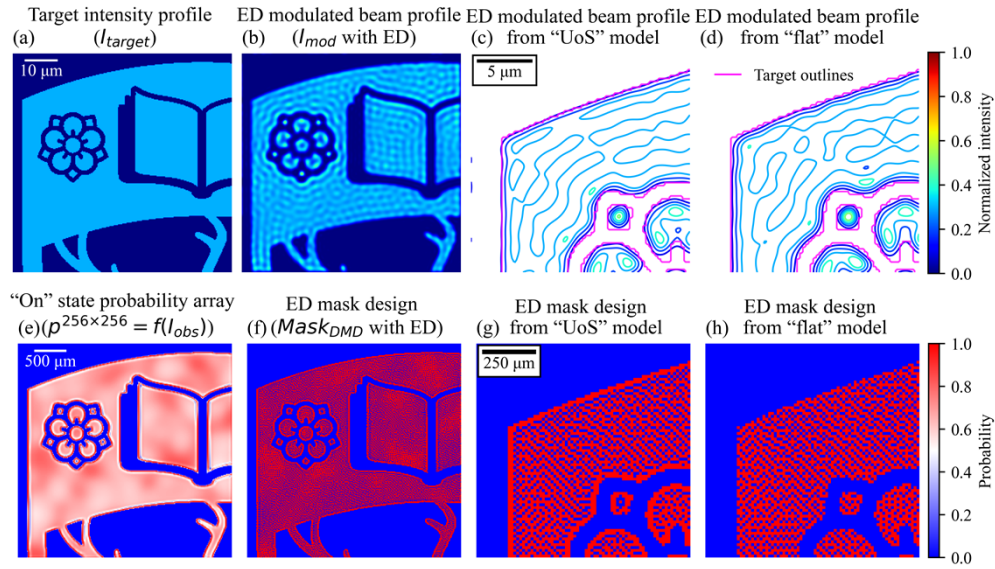 Target intensity profile
(a) (I_target)
ED modulated beam profile
(b) (I_mod with ED)
ED modulated beam profile
(c) from “UoS” model
ED modulated beam profile
(d) from “flat” model
10 μm
5 μm
Target outlines
1.0
0.8
0.6
0.4
0.2
0.0
Normalized intensity
“On” state probability array
(e) (p^256×256 = f(I_obs))
ED mask design
(f) (Mask_DMD with ED)
ED mask design
(g) from “UoS” model
ED mask design
(h) from “flat” model
500 μm
250 μm
1.0
0.8
0.6
0.4
0.2
0.0
Probability